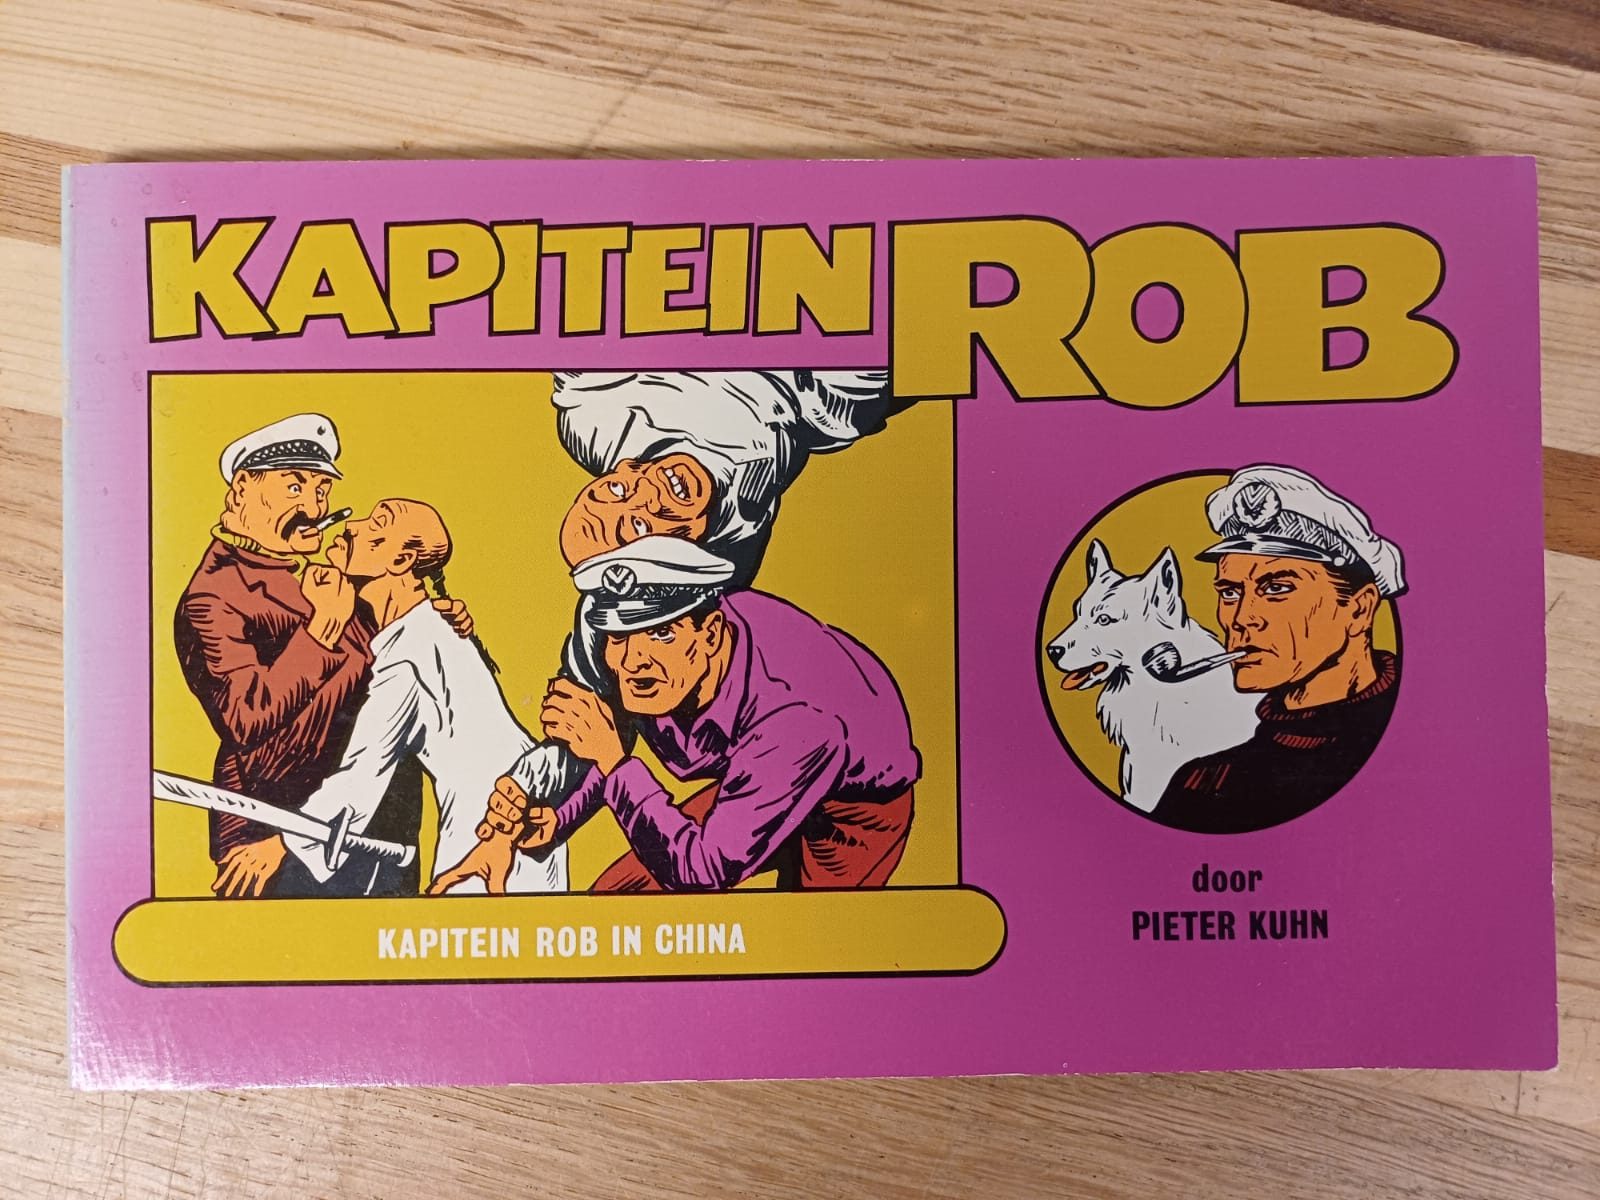 KAPITEIN ROB
KAPITEIN ROB IN CHINA
door
PIETER KUHN